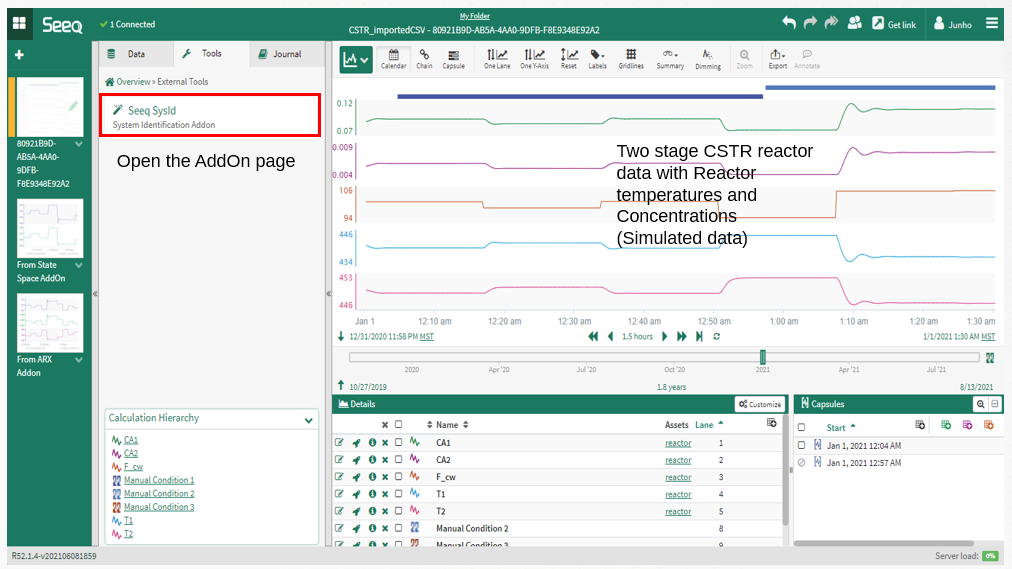 Seeq
1 Connected
My Folder
CSTR_importedCSV - 80921B9D-AB5A-4AA0-9DFB-F8E9348E92A2
Get link
Junho
Data
Tools
Journal
Calendar
Chain
Capsule
One Lane
One Y-Axis
Reset
Labels
Gridlines
Summary
Dimming
Zoom
Export
Annotate
Overview » External Tools
Seeq SysId
System Identification Addon
Open the AddOn page
80921B9D-
AB5A-4AA0-
9DFB-
F8E9348E92A2
From State
Space AddOn
From ARX
Addon
0.12
0.07
0.009
0.004
106
94
446
434
453
446
Two stage CSTR reactor
data with Reactor
temperatures and
Concentrations
(Simulated data)
Jan 1
12:10 am
12:20 am
12:30 am
12:40 am
12:50 am
1:00 am
1:10 am
1:20 am
1:30 am
12/31/2020 11:58 PM MST
1.5 hours
1/1/2021 1:30 AM MST
2020
Apr '20
Jul '20
Oct '20
2021
Apr '21
Jul '21
10/27/2019
1.8 years
8/13/2021
Calculation Hierarchy
CA1
CA2
F_cw
Manual Condition 1
Manual Condition 2
Manual Condition 3
T1
T2
Details
Customize
Name
Assets
Lane
CA1
reactor
1
CA2
reactor
2
F_cw
reactor
3
T1
reactor
4
T2
reactor
5
Manual Condition 2
8
Manual Condition 3
9
Capsules
Start
Jan 1, 2021 12:04 AM
Jan 1, 2021 12:57 AM
R52.1.4-v202106081859
Server load:
0%